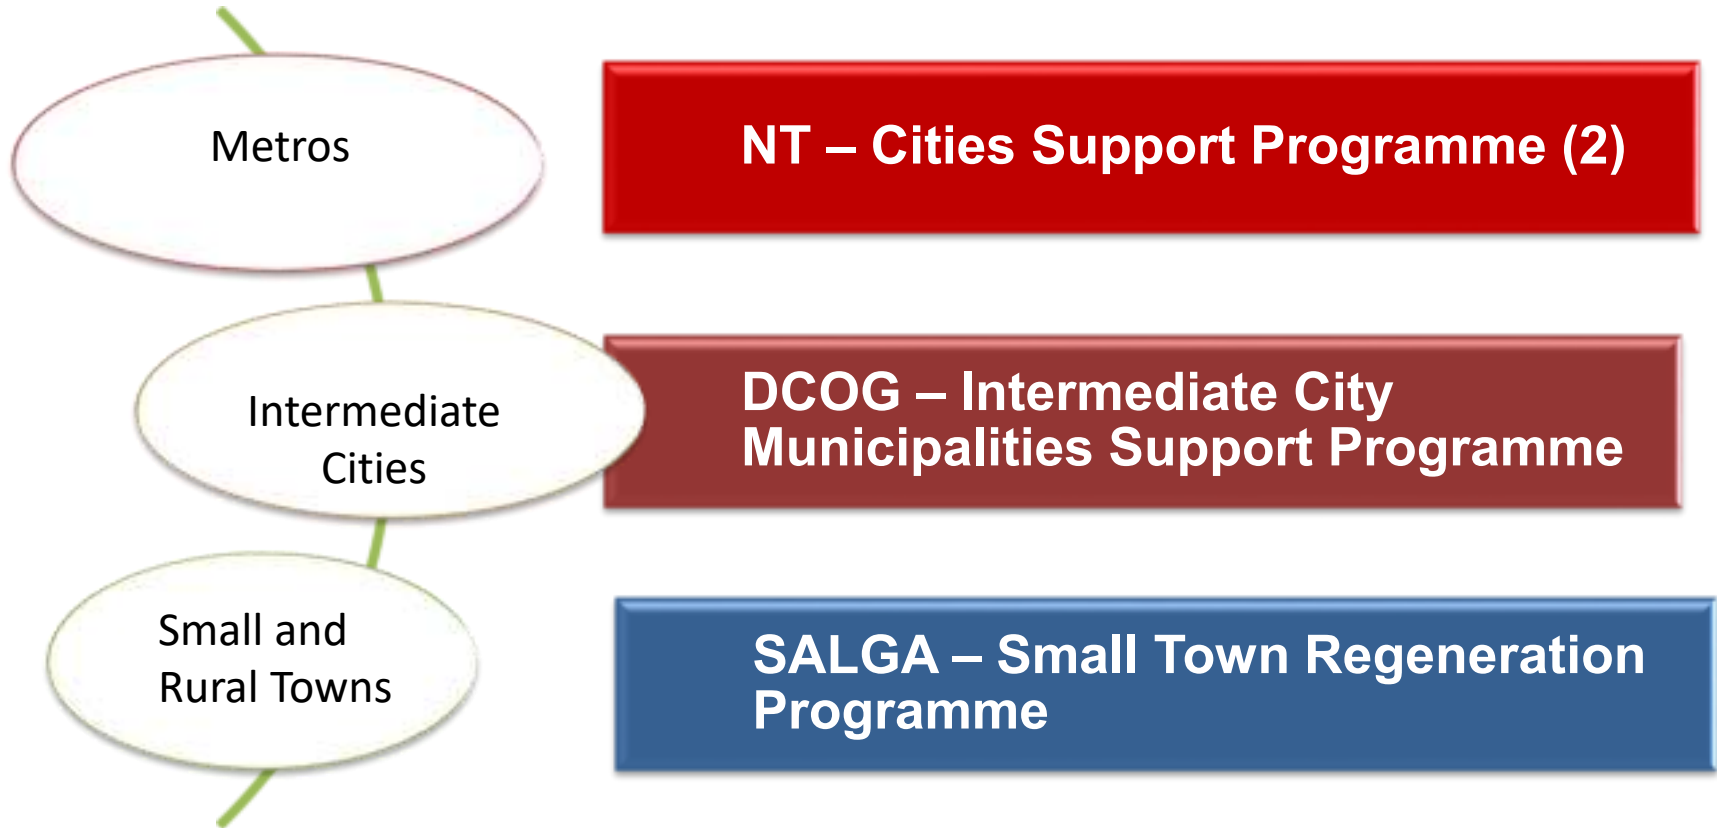 Metros
NT – Cities Support Programme (2)
Intermediate
Cities
DCOG – Intermediate City
Municipalities Support Programme
Small and
Rural Towns
SALGA – Small Town Regeneration
Programme